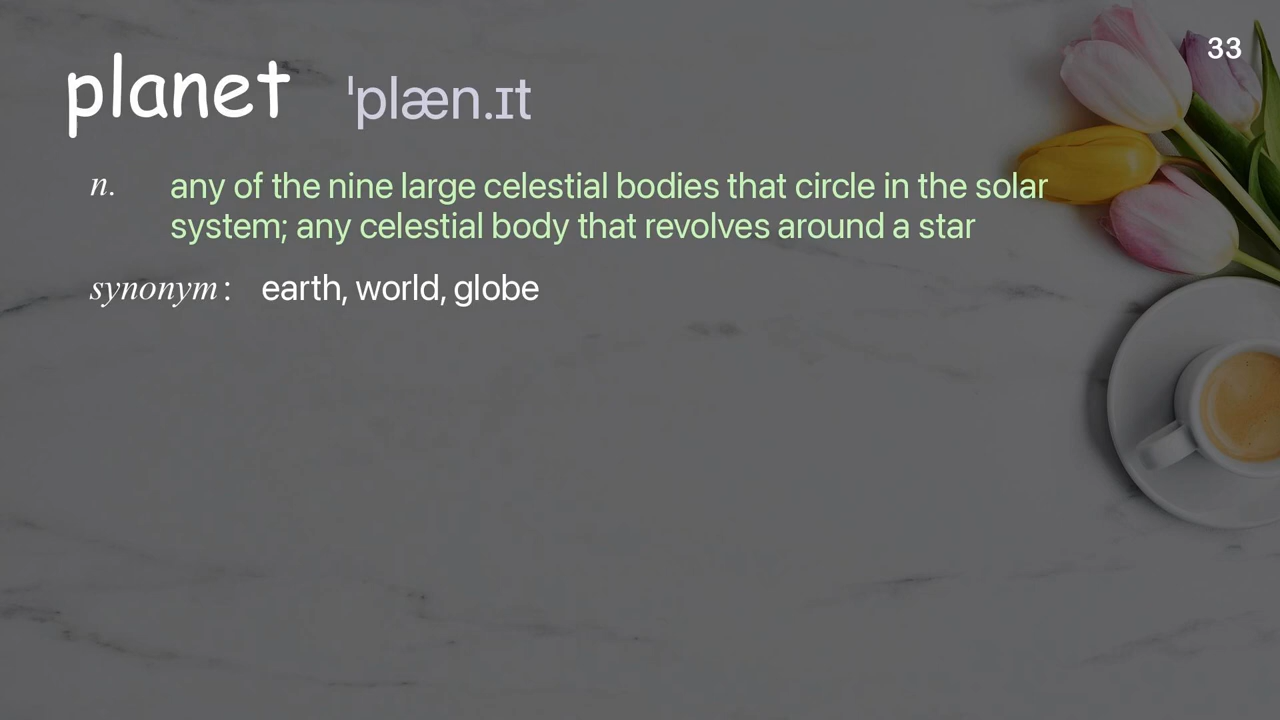 33
planet ˈplæn.ɪt
n. any of the nine large celestial bodies that circle in the solar
system; any celestial body that revolves around a star
synonym: earth, world, globe